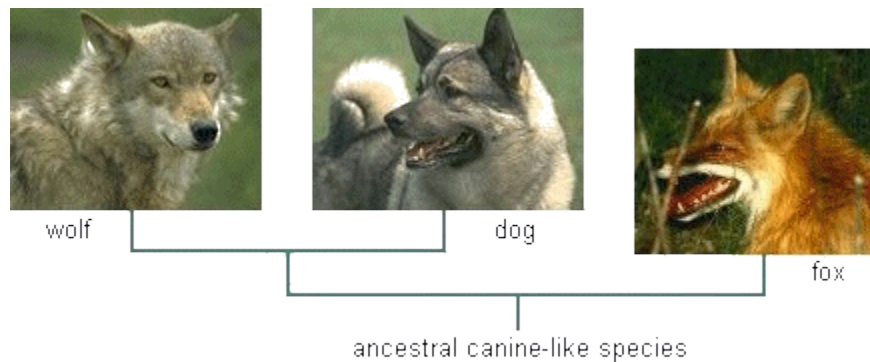 wolf
dog
fox
ancestral canine-like species